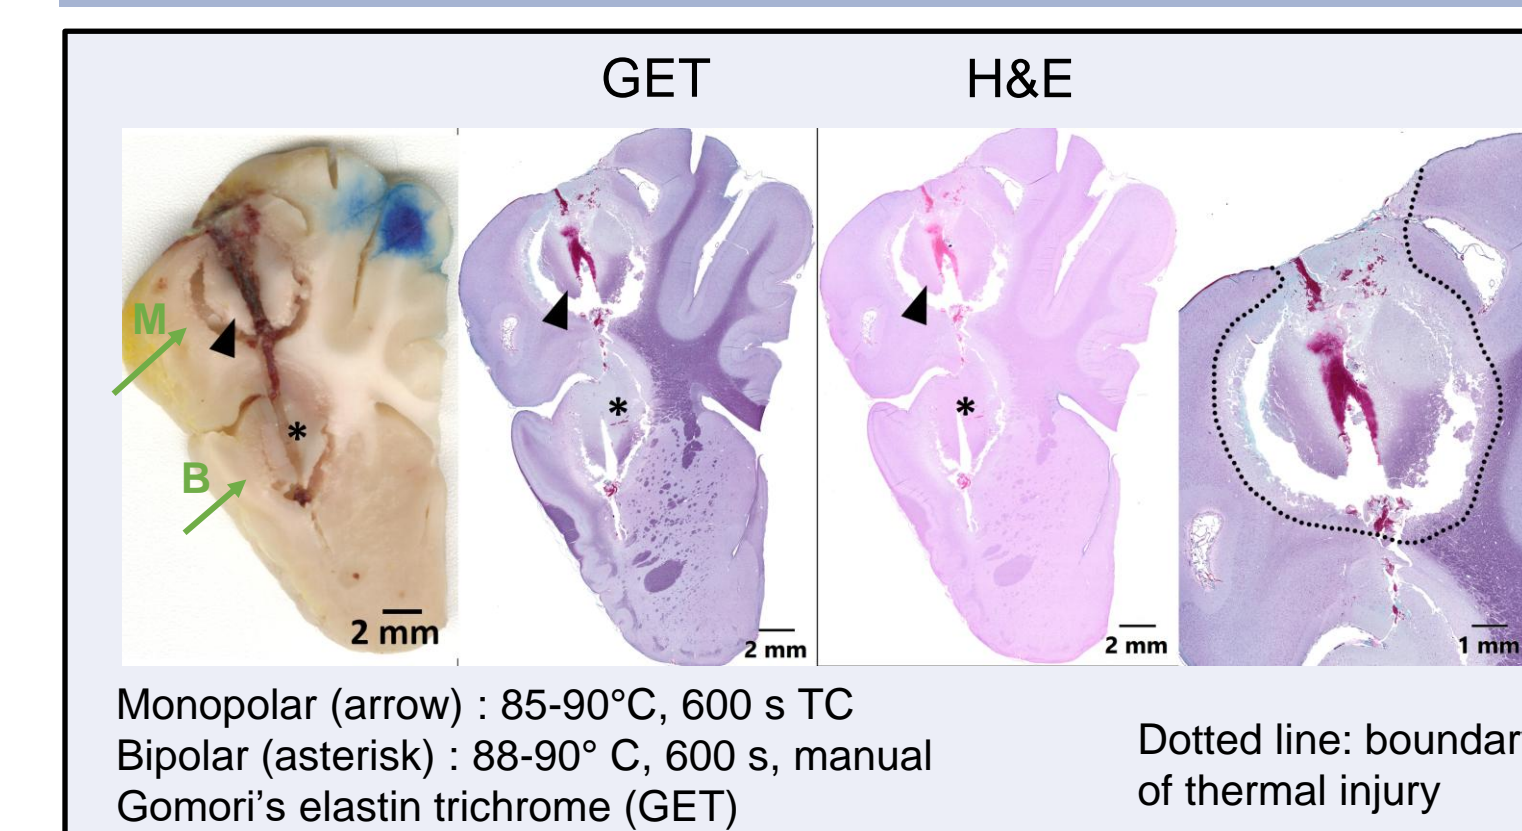 GET
H&E
M
B
*
*
*
2 mm
2 mm
2 mm
1 mm
Monopolar (arrow) : 85-90°C, 600 s TC
Bipolar (asterisk) : 88-90° C, 600 s, manual
Gomori’s elastin trichrome (GET)
Dotted line: boundar
of thermal injury